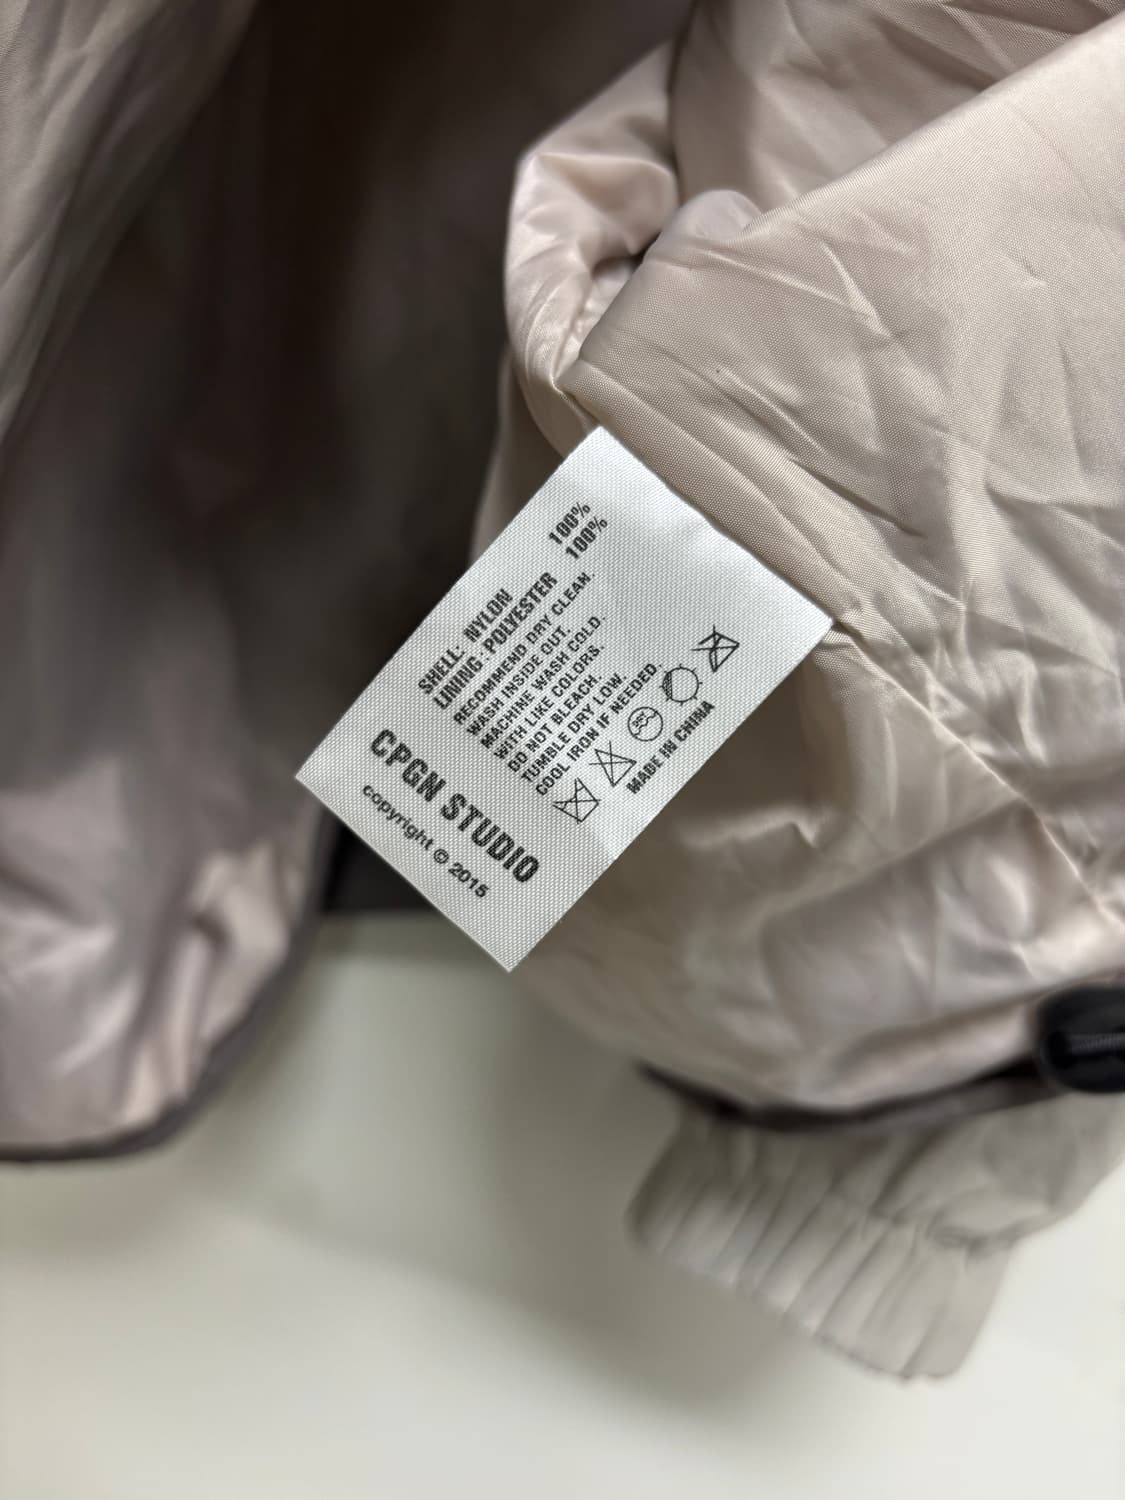 SHELL: NYLON 100%
LINING: POLYESTER 100%
RECOMMEND DRY CLEAN.
WASH INSIDE OUT.
MACHINE WASH COLD.
WITH LIKE COLORS.
DO NOT BLEACH.
TUMBLE DRY LOW.
COOL IRON IF NEEDED.
MADE IN CHINA
CPGN STUDIO
copyright © 2015